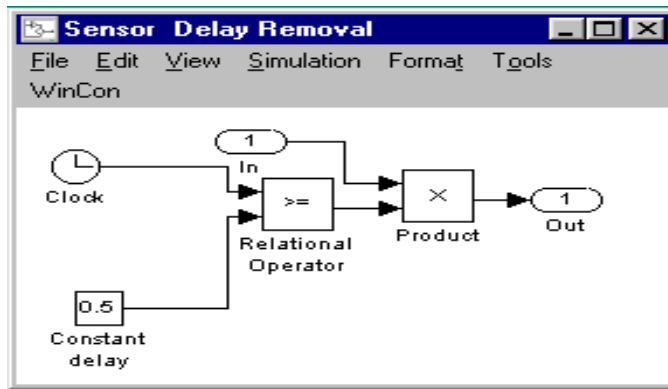 Sensor Delay Removal
File Edit View Simulation Format Tools
WinCon
1
In
Clock
>=
Relational
Operator
×
Product
1
Out
0.5
Constant
delay